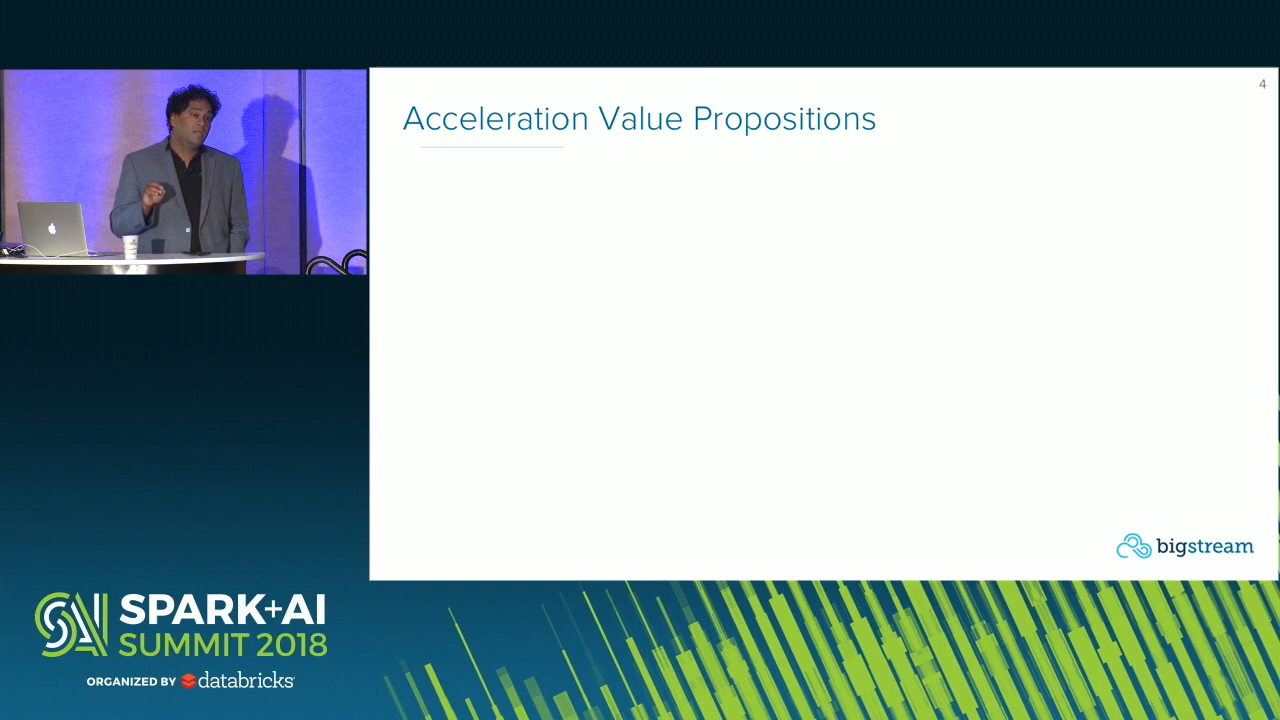 4
Acceleration Value Propositions
bigstream
SPARK+AI
SUMMIT 2018
ORGANIZED BY databricks